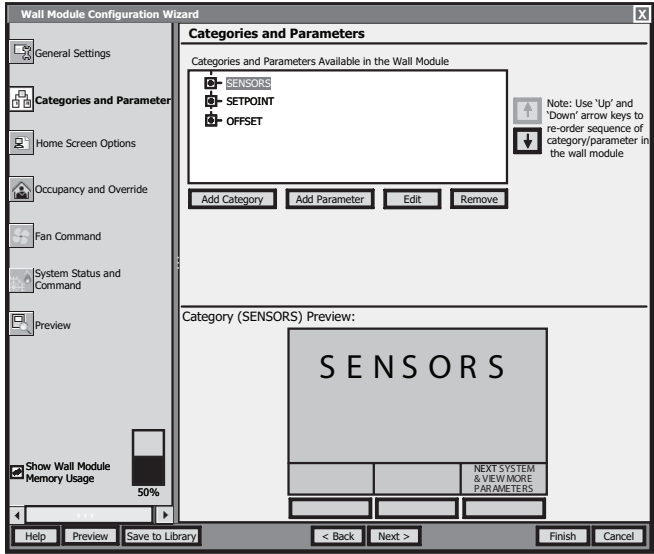 Wall Module Configuration Wizard
X
General Settings
Categories and Parameter
Home Screen Options
Occupancy and Override
Fan Command
System Status and
Command
Preview
Show Wall Module
Memory Usage
50%
Categories and Parameters
Categories and Parameters Available in the Wall Module
SENSORS
SETPOINT
OFFSET
Note: Use ‘Up’ and
‘Down’ arrow keys to
re-order sequence of
category/parameter in
the wall module
Add Category
Add Parameter
Edit
Remove
Category (SENSORS) Preview:
SENSORS
NEXT SYSTEM
& VIEW MORE
PARAMETERS
Help
Preview
Save to Library
< Back
Next >
Finish
Cancel